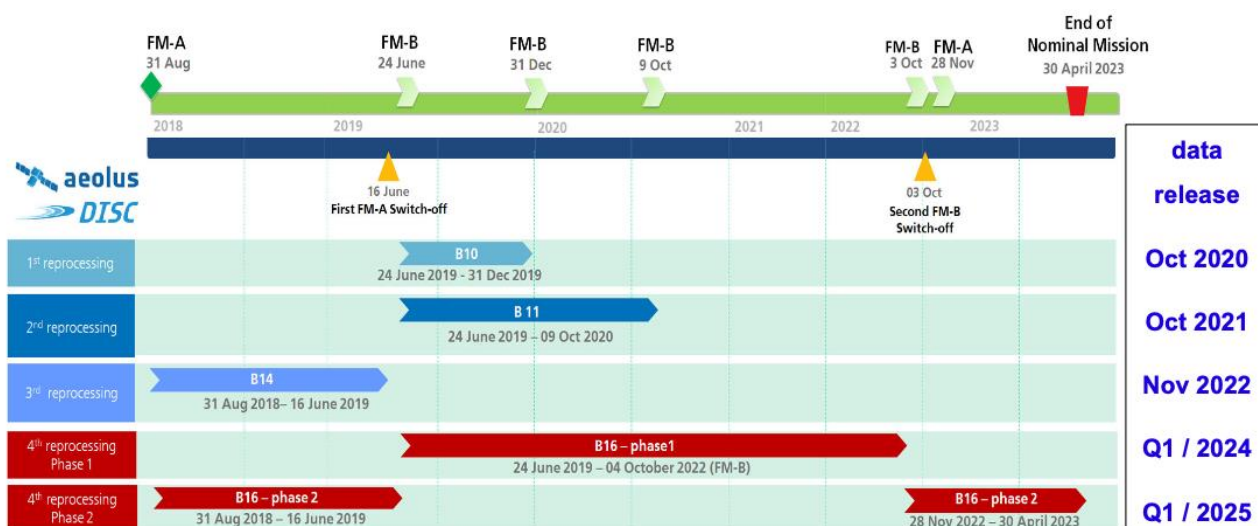 End of
Nominal Mission
30 April 2023
FM-A
31 Aug
FM-B
24 June
FM-B
31 Dec
FM-B
9 Oct
FM-B
3 Oct
FM-A
28 Nov
2018
2019
2020
2021
2022
2023
data
release
aeolus
DISC
16 June
First FM-A Switch-off
03 Oct
Second FM-B
Switch-off
1st reprocessing
B10
24 June 2019 - 31 Dec 2019
Oct 2020
2nd reprocessing
B 11
24 June 2019 – 09 Oct 2020
Oct 2021
3rd reprocessing
B14
31 Aug 2018– 16 June 2019
Nov 2022
4th reprocessing
Phase 1
B16 – phase1
24 June 2019 – 04 October 2022 (FM-B)
Q1 / 2024
4th reprocessing
Phase 2
B16 – phase 2
31 Aug 2018 – 16 June 2019
B16 – phase 2
28 Nov 2022 – 30 April 2023
Q1 / 2025